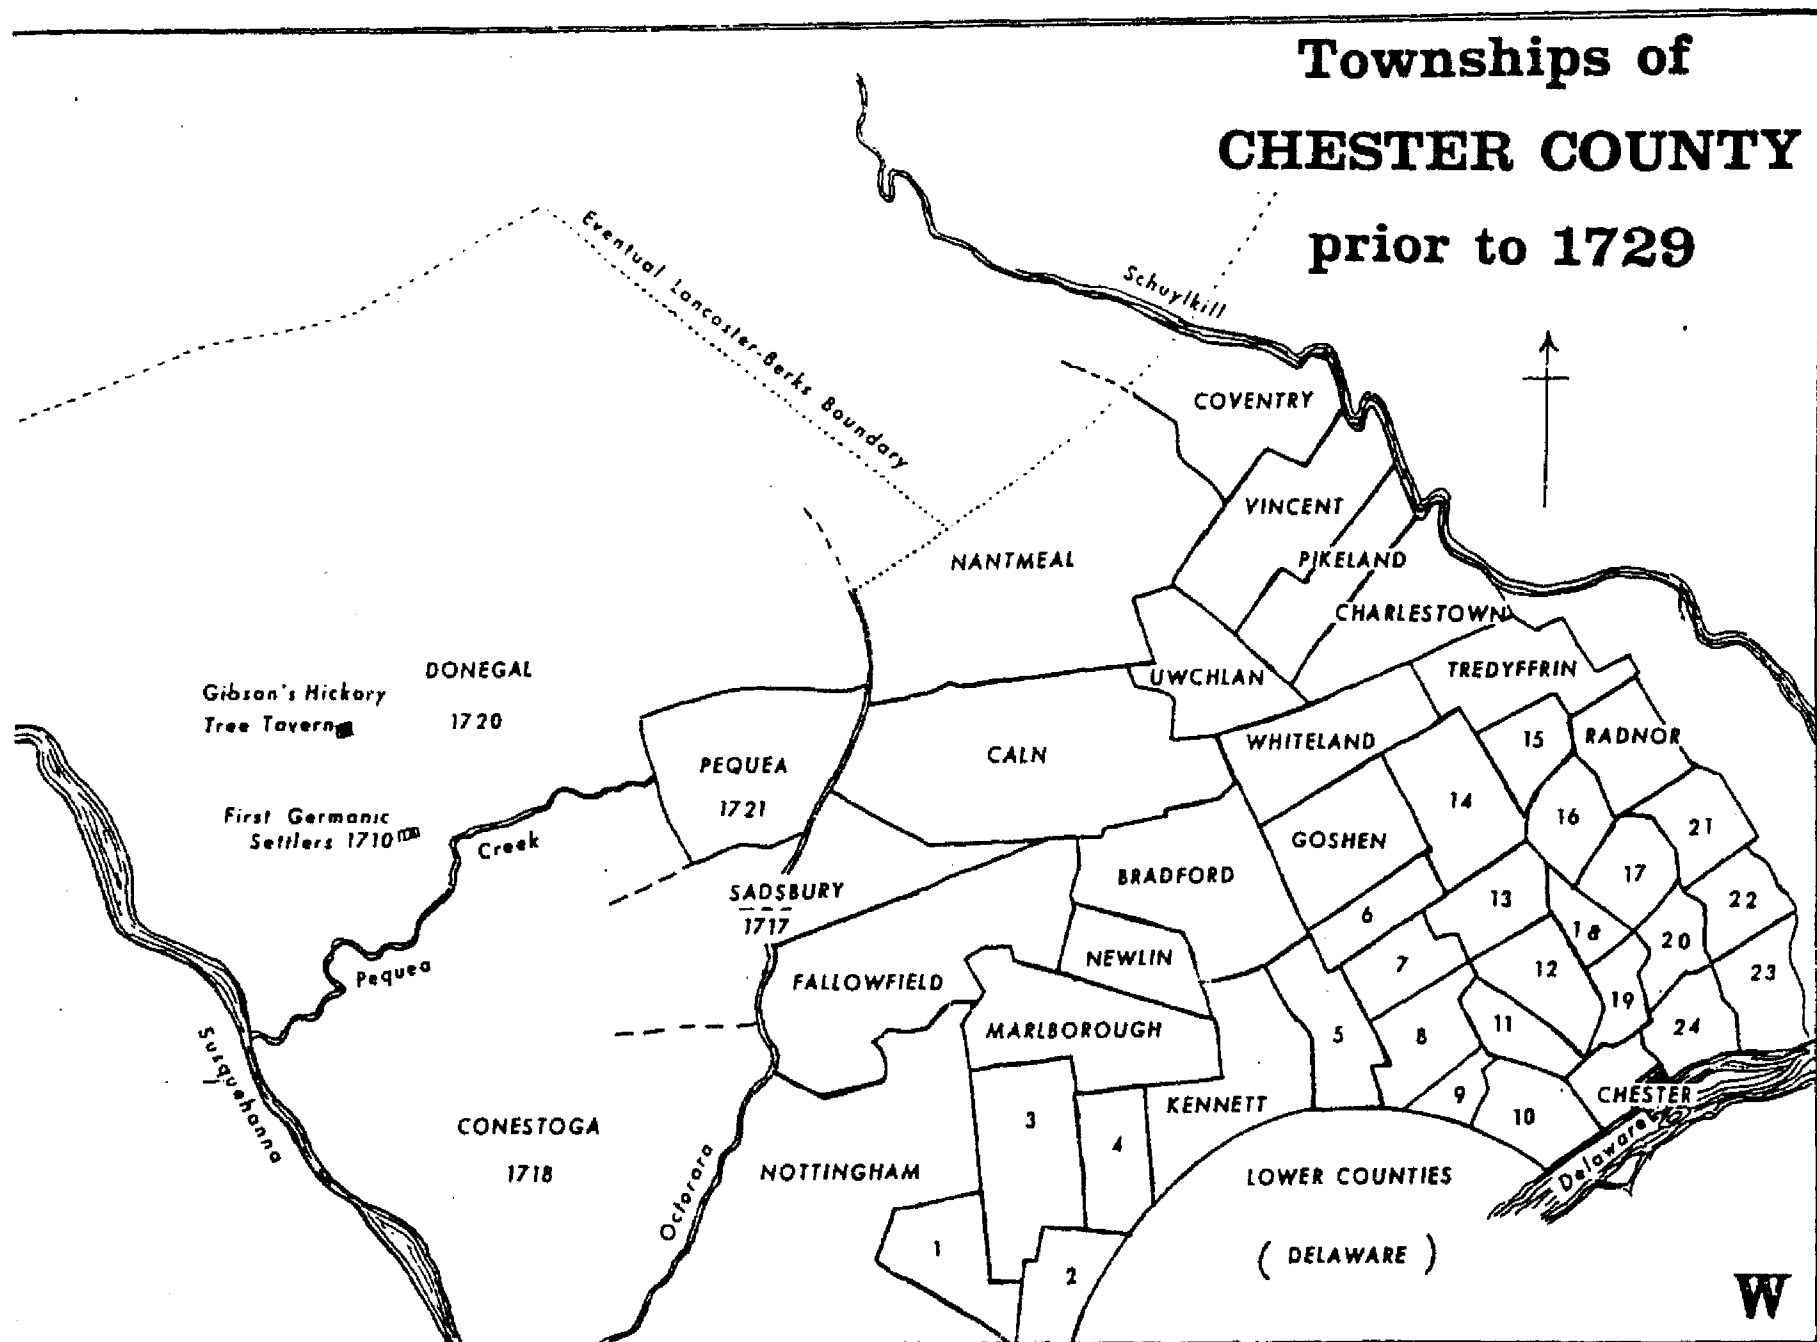 Townships of
CHESTER COUNTY
prior to 1729
Schuylkill
Eventual Lancaster-Berks Boundary
COVENTRY
VINCENT
NANTMEAL
PIKELAND
CHARLESTOWN
DONEGAL
1720
Gibson's Hickory
Tree Tavern
UWCHLAN
TREDYFFRIN
PEQUEA
1721
CALN
WHITELAND
15
RADNOR
First Germanic
Settlers 1710
Creek
Pequea
14
16
21
GOSHEN
SADSBURY
1717
BRADFORD
6
13
17
22
18
20
FALLOWFIELD
NEWLIN
7
12
23
19
MARLBOROUGH
5
8
11
24
Susquehanna
CONESTOGA
1718
Octorara
NOTTINGHAM
3
4
KENNETT
9
10
CHESTER
Delaware
LOWER COUNTIES
( DELAWARE )
1
2
W